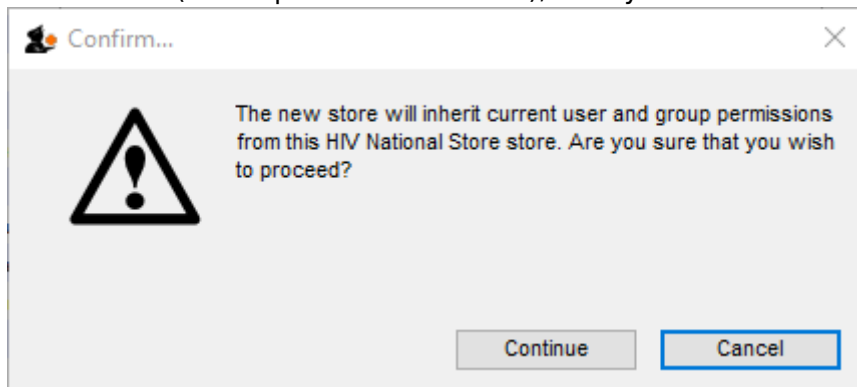 Confirm...
The new store will inherit current user and group permissions
from this HIV National Store store. Are you sure that you wish
to proceed?
Continue
Cancel